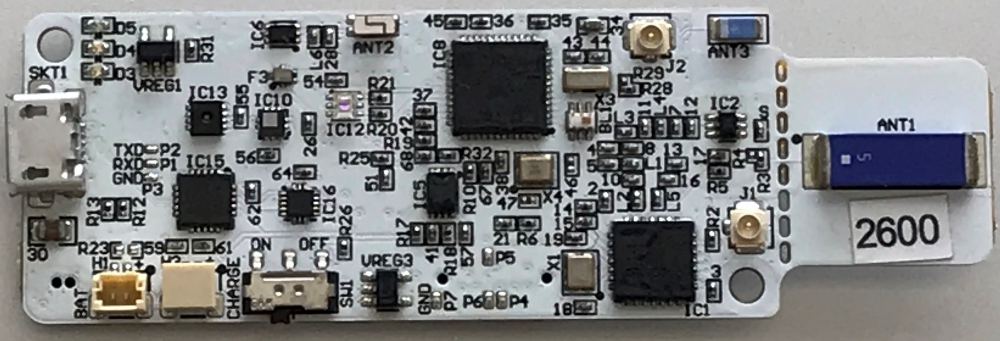 D5
D4
D3
SKT1
VREG1
R31
IC6
L6
28
ANT2
F3
54
45
36
35
34
43
44
J2
ANT3
IC8
R29
R28
X3
IC13
55
IC10
IC12
R21
R20
R19
37
42
BL1
L3
11
L4
7
12
IC2
ANT1
TXD P2
RXD P1
GND
P3
IC15
56
26
64
R25
51
68
R32
IC5
R10
67
38
X4
46
47
4
8
13
5
L1
10
16
17
R4
R5
R3
J1
2
L2
L5
14
15
19
R13
R12
62
IC16
R26
R17
41
R18
57
21
R6
R2
2600
30
R23
59
61
H1
BAT
CHARGE
ON
OFF
SW1
VREG3
GND
P7
P5
P6
P4
X1
18
3
IC1